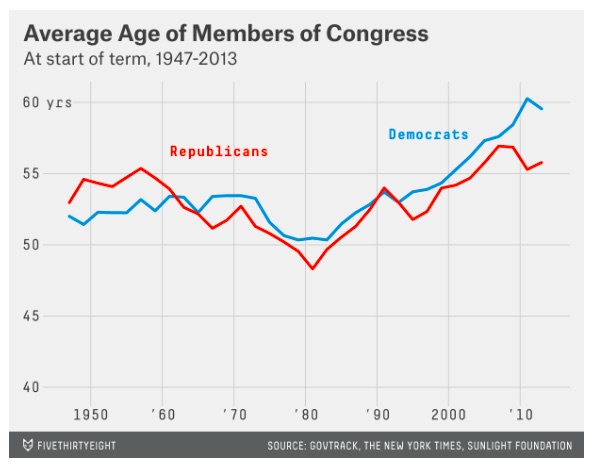 Average Age of Members of Congress
At start of term, 1947-2013
60 yrs
Democrats
Republicans
55
50
45
40
1950 '60 '70 '80 '90 2000 '10
FIVETHIRTYEIGHT SOURCE: GOVTRACK, THE NEW YORK TIMES, SUNLIGHT FOUNDATION